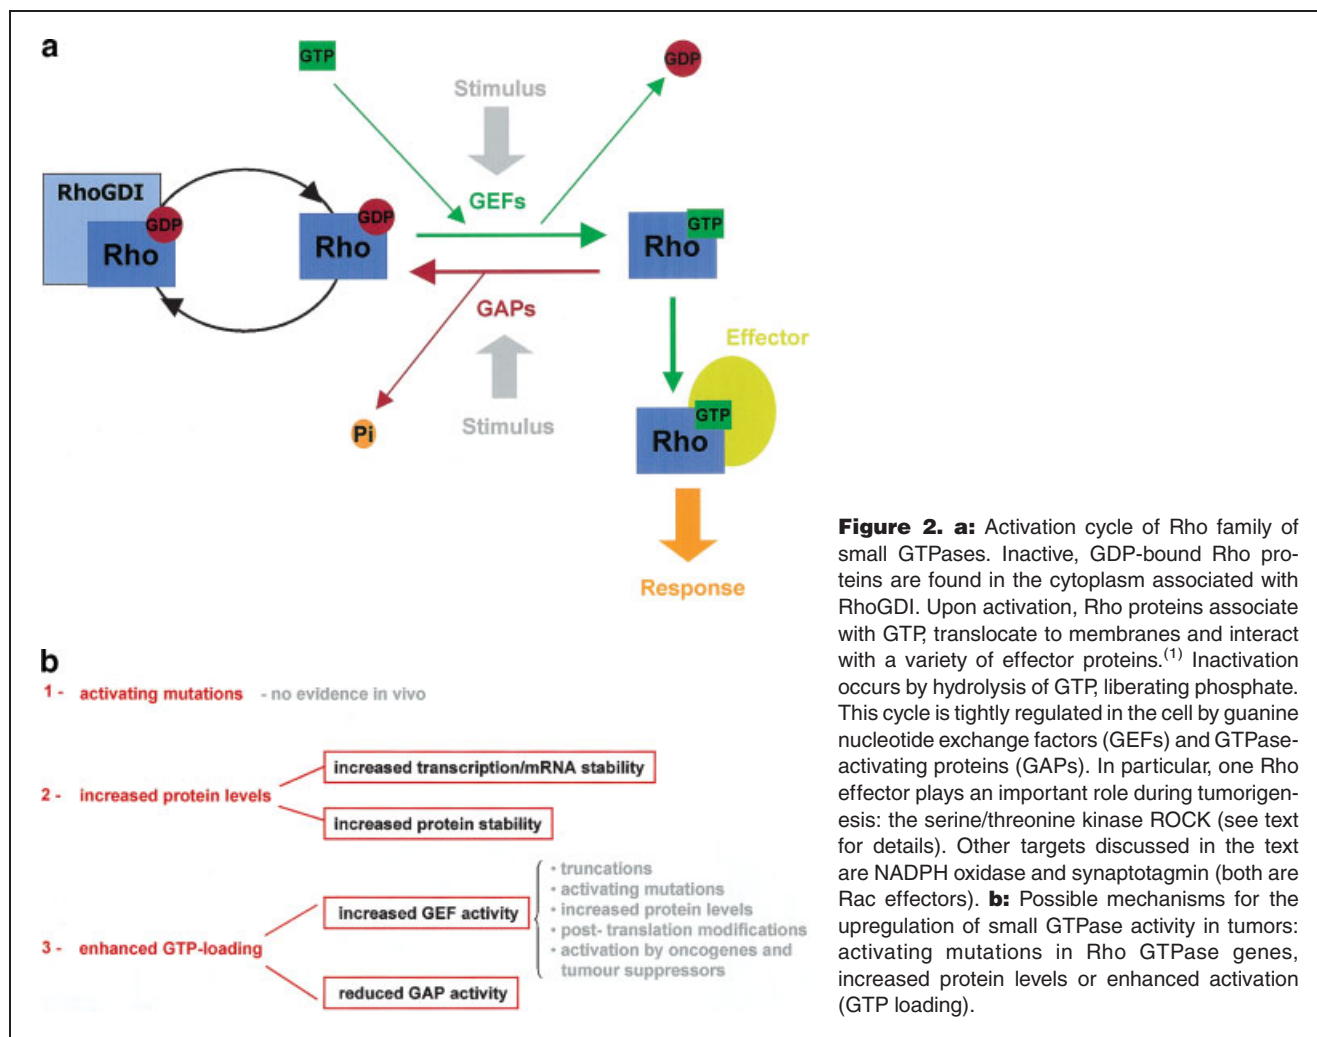 a
GTP
GDP
Stimulus
RhoGDI
GDP
Rho
GDP
Rho
GEFs
GTP
Rho
GAPs
Effector
Pi
Stimulus
GTP
Rho
Response
Figure 2. a: Activation cycle of Rho family of
small GTPases. Inactive, GDP-bound Rho pro-
teins are found in the cytoplasm associated with
RhoGDI. Upon activation, Rho proteins associate
with GTP, translocate to membranes and interact
with a variety of effector proteins.(1) Inactivation
occurs by hydrolysis of GTP, liberating phosphate.
This cycle is tightly regulated in the cell by guanine
nucleotide exchange factors (GEFs) and GTPase-
activating proteins (GAPs). In particular, one Rho
effector plays an important role during tumorigen-
esis: the serine/threonine kinase ROCK (see text
for details). Other targets discussed in the text
are NADPH oxidase and synaptotagmin (both are
Rac effectors). b: Possible mechanisms for the
upregulation of small GTPase activity in tumors:
activating mutations in Rho GTPase genes,
increased protein levels or enhanced activation
(GTP loading).
b
1 - activating mutations - no evidence in vivo
2 - increased protein levels
increased transcription/mRNA stability
increased protein stability
3 - enhanced GTP-loading
increased GEF activity
• truncations
• activating mutations
• increased protein levels
• post- translation modifications
• activation by oncogenes and
tumour suppressors
reduced GAP activity